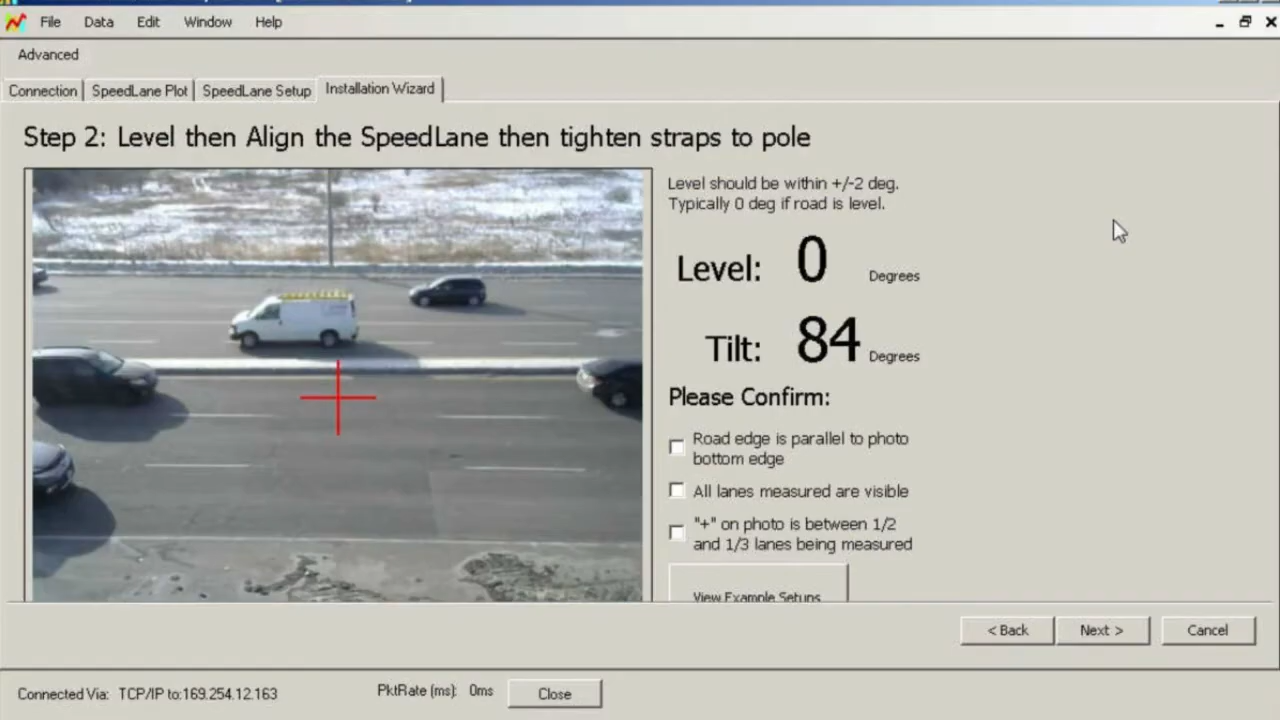 File Data Edit Window Help
Advanced
Connection SpeedLane Plot SpeedLane Setup Installation Wizard
Step 2: Level then Align the SpeedLane then tighten straps to pole
Level should be within +/-2 deg.
Typically 0 deg if road is level.
Level: 0 Degrees
Tilt: 84 Degrees
Please Confirm:
Road edge is parallel to photo
bottom edge
All lanes measured are visible
"+" on photo is between 1/2
and 1/3 lanes being measured
View Example Setups
< Back Next > Cancel
Connected Via: TCP/IP to:169.254.12.163 PktRate (ms): 0ms Close